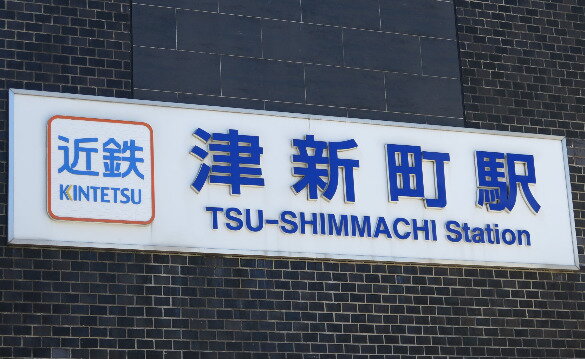 近鉄
KINTETSU
津新町駅
TSU-SHIMMACHI Station